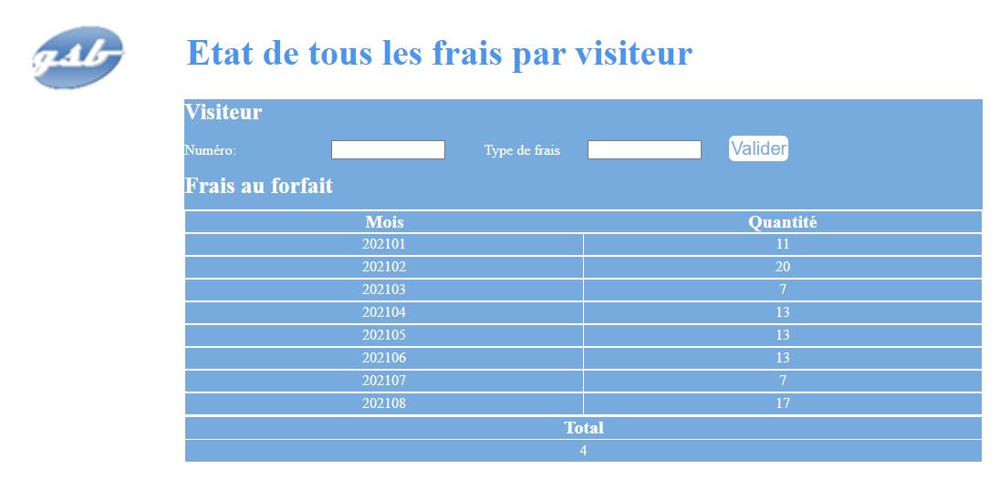 gsb
Etat de tous les frais par visiteur
Visiteur
Numéro: Type de frais Valider
Frais au forfait
Mois Quantité
202101 11
202102 20
202103 7
202104 13
202105 13
202106 13
202107 7
202108 17
Total
4